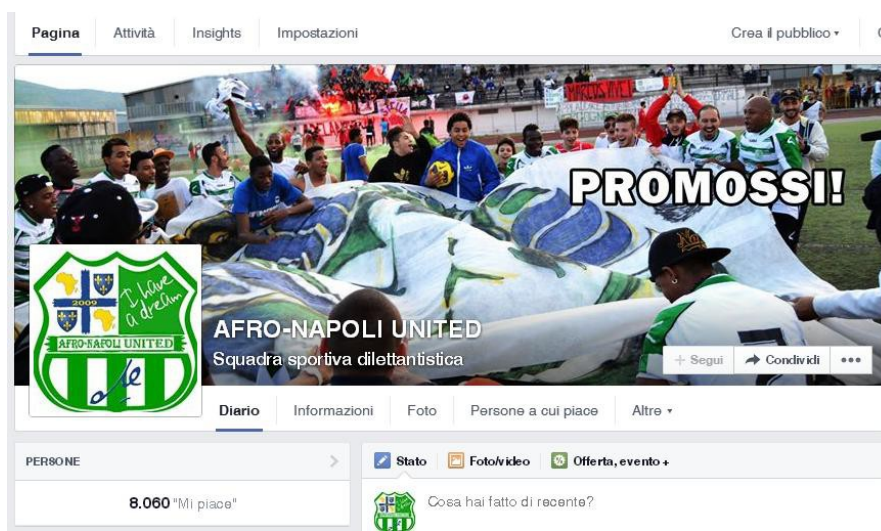 Pagina Attività Insights Impostazioni Crea il pubblico
PROMOSSI!
2009
I have
a dream
AFRO-NAPOLI UNITED
AFRO-NAPOLI UNITED
Squadra sportiva dilettantistica
+ Segui Condividi •••
Diario Informazioni Foto Persone a cui piace Altre
PERSONE
Stato Foto/video Offerta, evento +
8.060 "Mi piace"
Cosa hai fatto di recente?